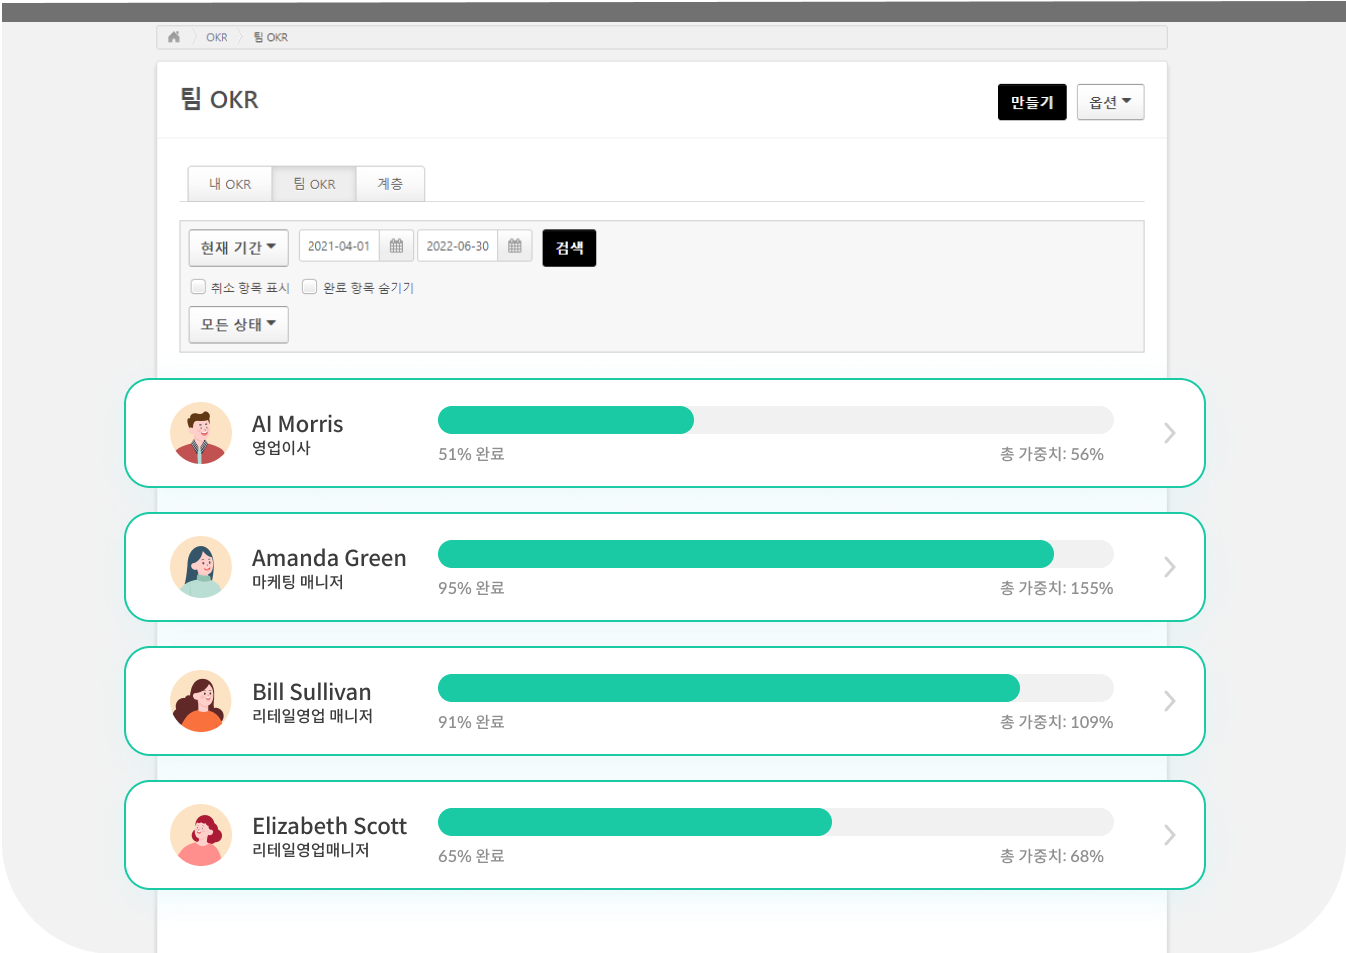 OKR 팀 OKR
팀 OKR
만들기 옵션
내 OKR 팀 OKR 계층
현재 기간 2021-04-01 2022-06-30 검색
취소 항목 표시 완료 항목 숨기기
모든 상태
AI Morris
영업이사
51% 완료 총 가중치: 56%
Amanda Green
마케팅 매니저
95% 완료 총 가중치: 155%
Bill Sullivan
리테일영업 매니저
91% 완료 총 가중치: 109%
Elizabeth Scott
리테일영업매니저
65% 완료 총 가중치: 68%